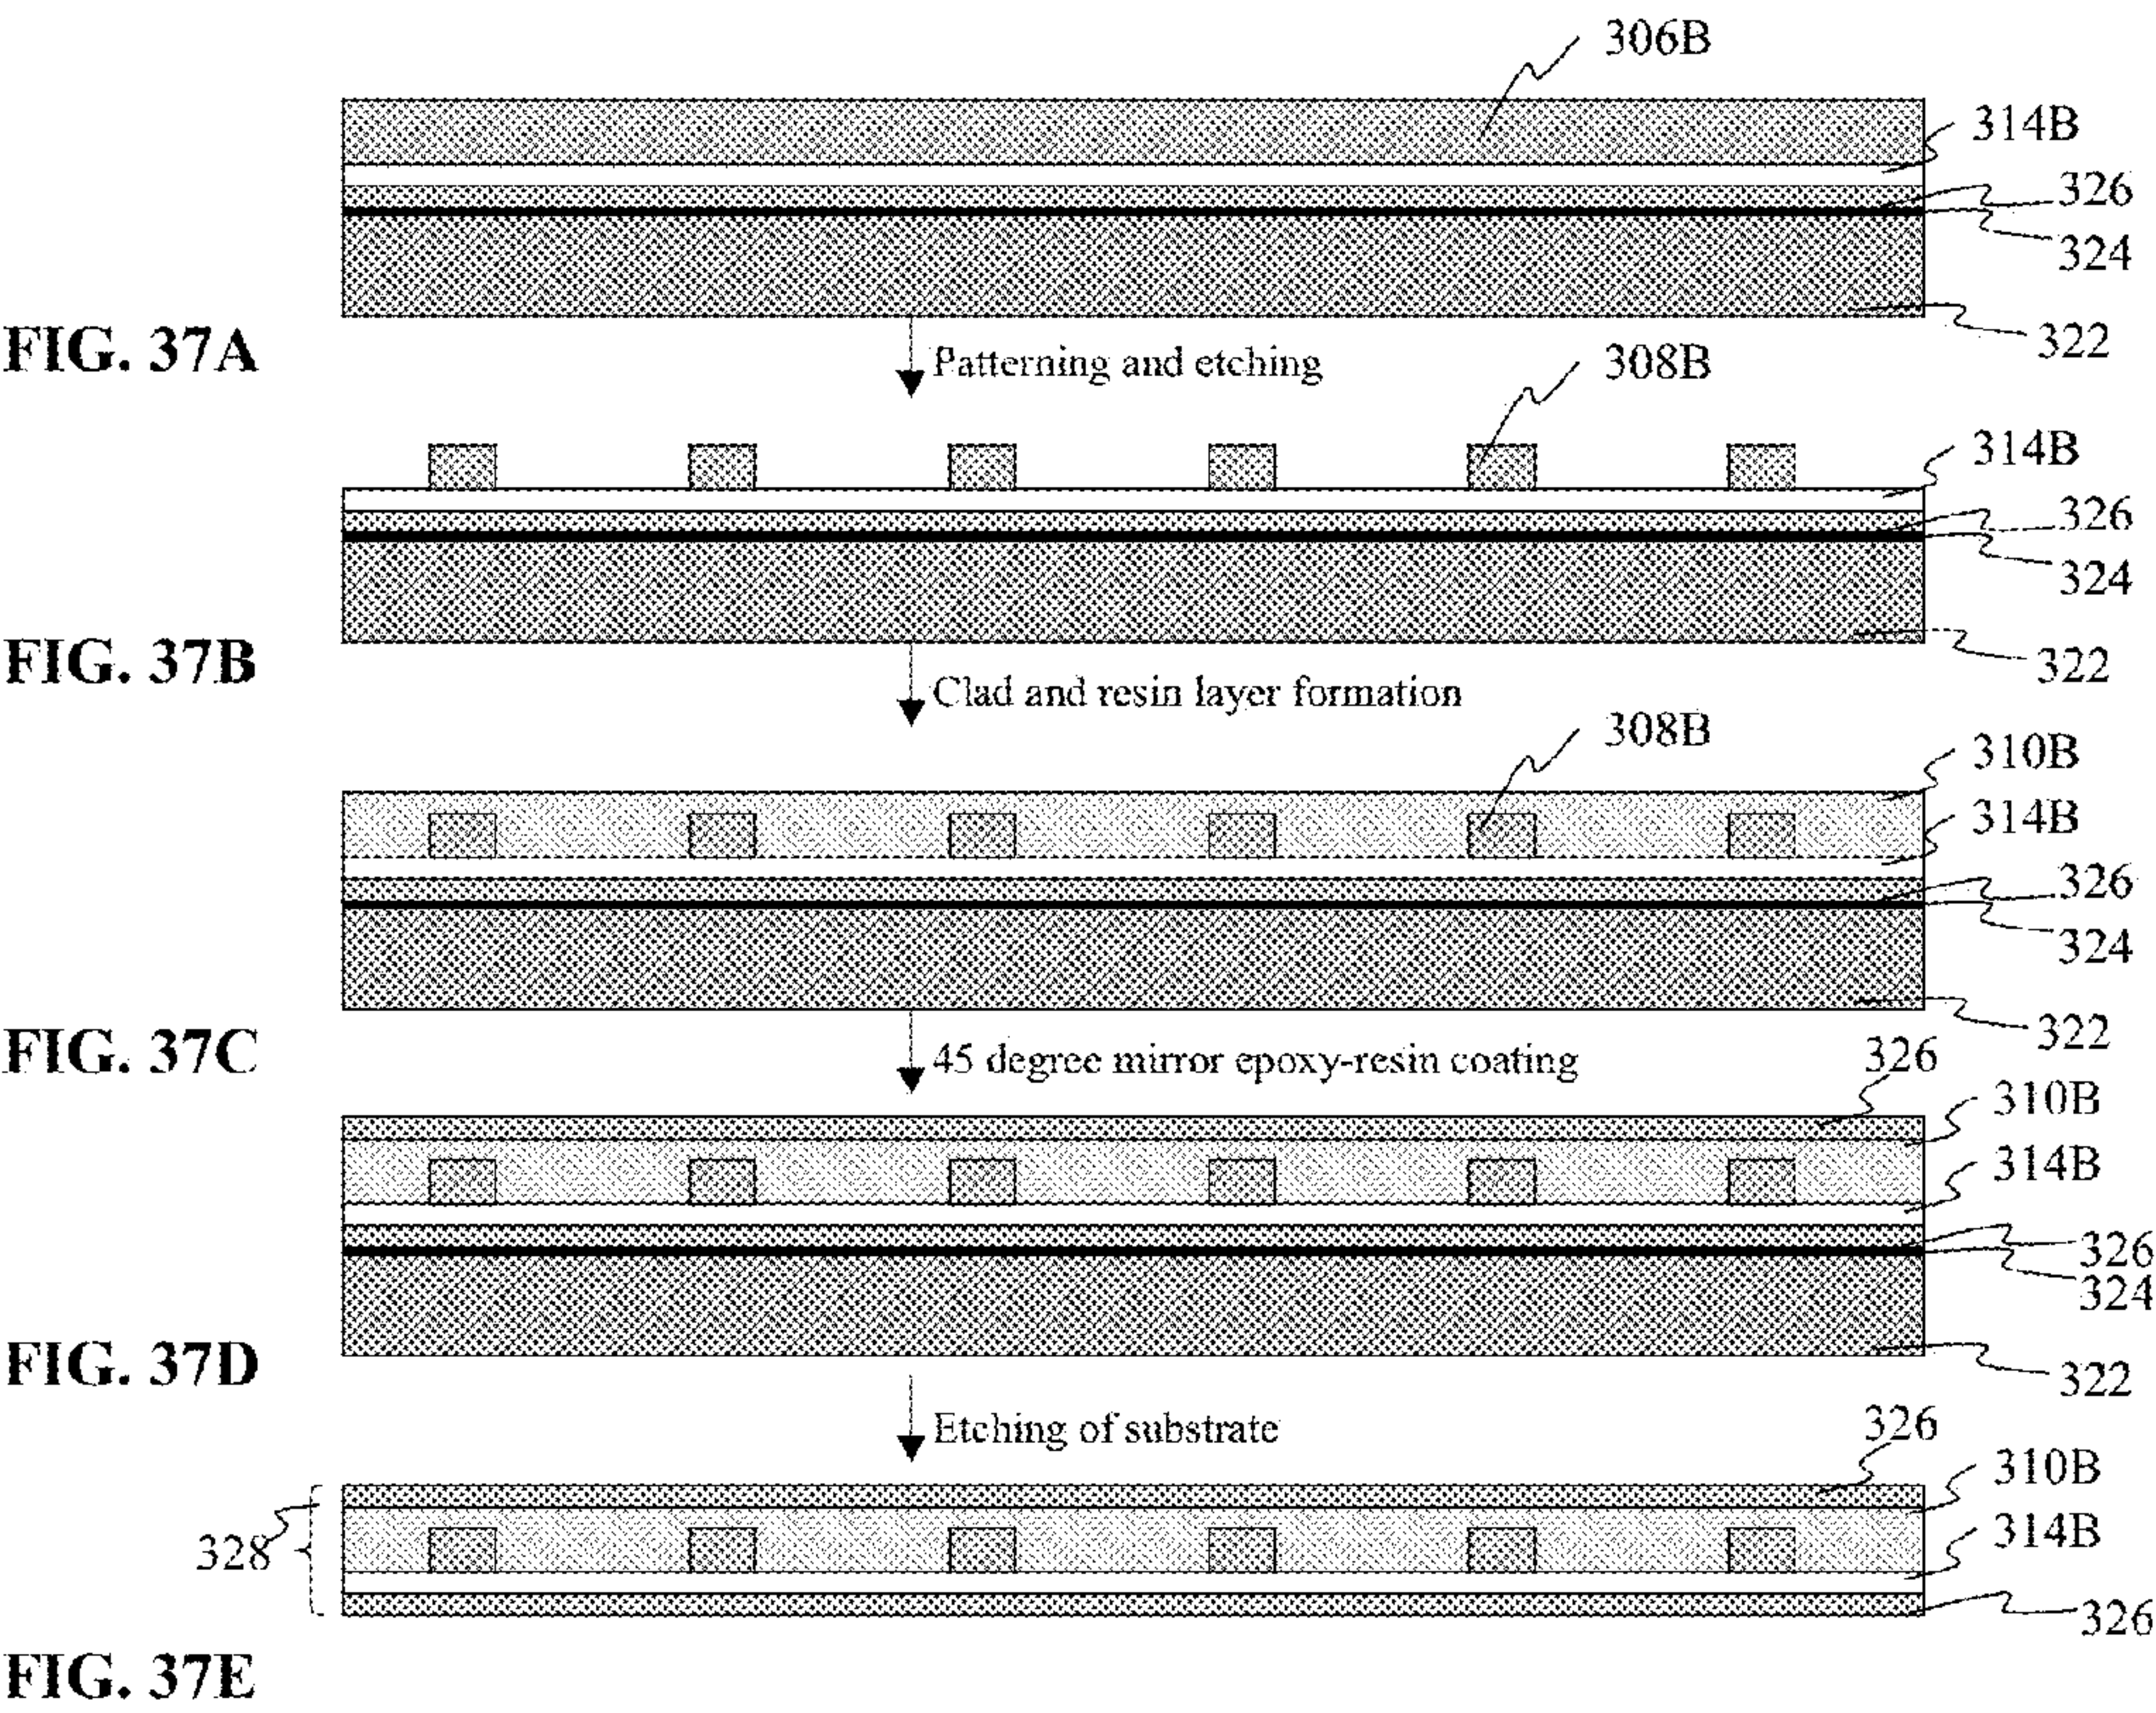 306B
314B
326
324
322
FIG. 37A
Patterning and etching
308B
314B
326
324
322
FIG. 37B
Clad and resin layer formation
308B
310B
314B
326
324
322
FIG. 37C
45 degree mirror epoxy-resin coating
326
310B
314B
326
324
322
FIG. 37D
Etching of substrate
326
310B
328
314B
326
FIG. 37E